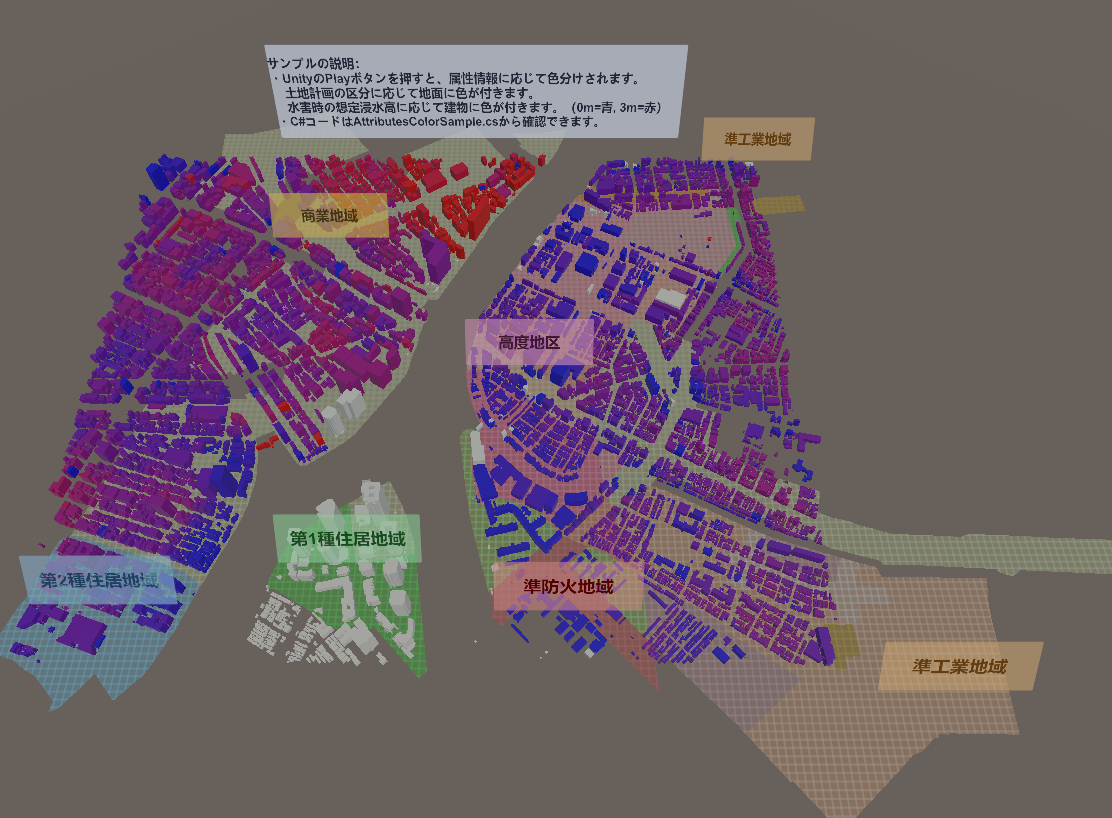 サンプルの説明:
・UnityのPlayボタンを押すと、属性情報に応じて色分けされます。
土地計画の区分に応じて地面に色が付きます。
水害時の想定浸水高に応じて建物に色が付きます。（0m=青, 3m=赤）
・C#コードはAttributesColorSample.csから確認できます。
準工業地域
商業地域
高度地区
第1種住居地域
第2種住居地域
準防火地域
準工業地域